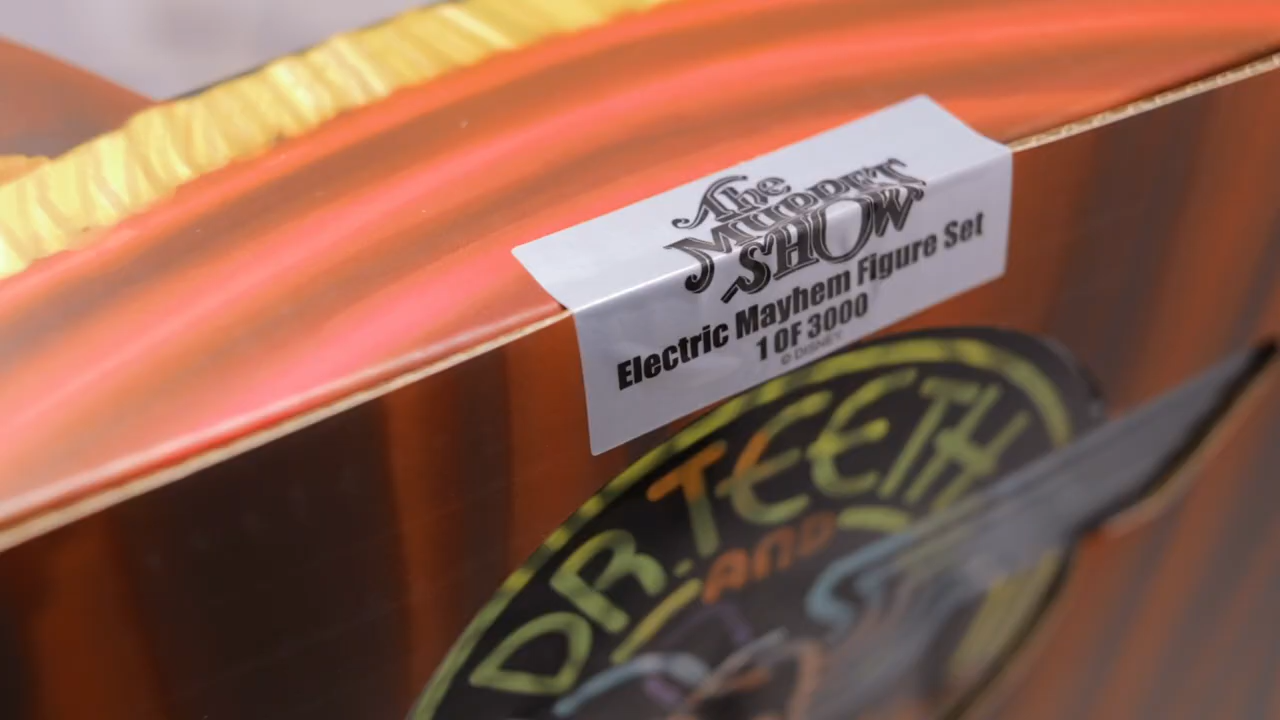 The
MUPPET
SHOW
Electric Mayhem Figure Set
1 OF 3000
© DISNEY
DR. TEETH
AND